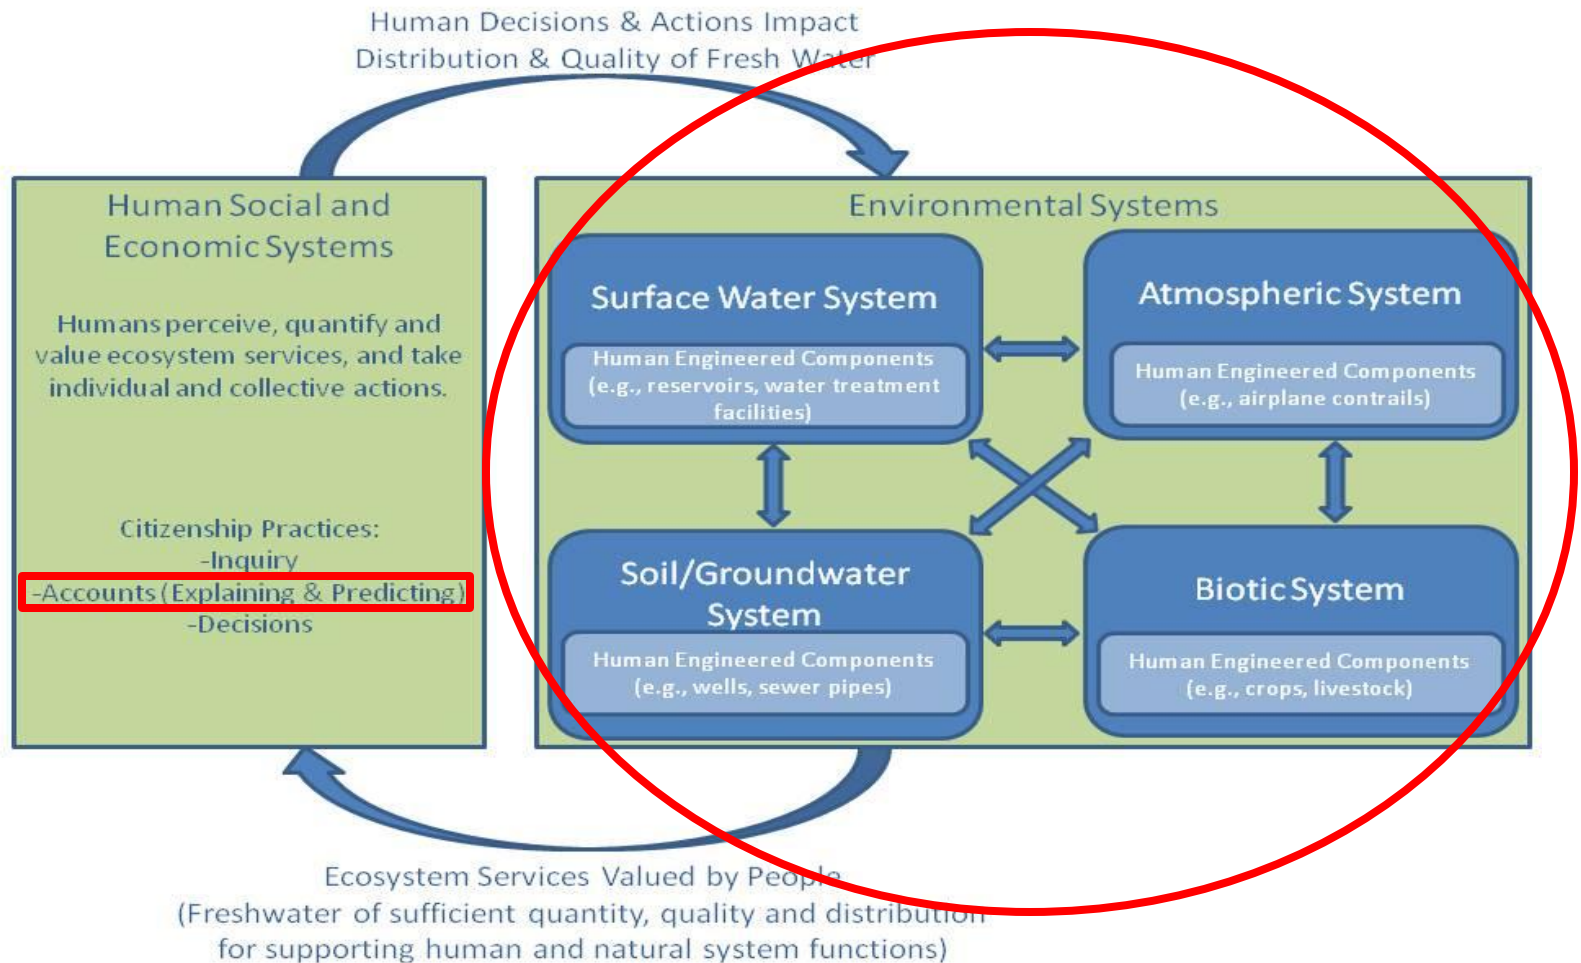 Human Decisions & Actions Impact
Distribution & Quality of Fresh Water
Human Social and
Economic Systems
Humans perceive, quantify and
value ecosystem services, and take
individual and collective actions.
Citizenship Practices:
-Inquiry
-Accounts (Explaining & Predicting)
-Decisions
Environmental Systems
Surface Water System
Human Engineered Components
(e.g., reservoirs, water treatment
facilities)
Atmospheric System
Human Engineered Components
(e.g., airplane contrails)
Soil/Groundwater
System
Human Engineered Components
(e.g., wells, sewer pipes)
Biotic System
Human Engineered Components
(e.g., crops, livestock)
Ecosystem Services Valued by People
(Freshwater of sufficient quantity, quality and distribution
for supporting human and natural system functions)